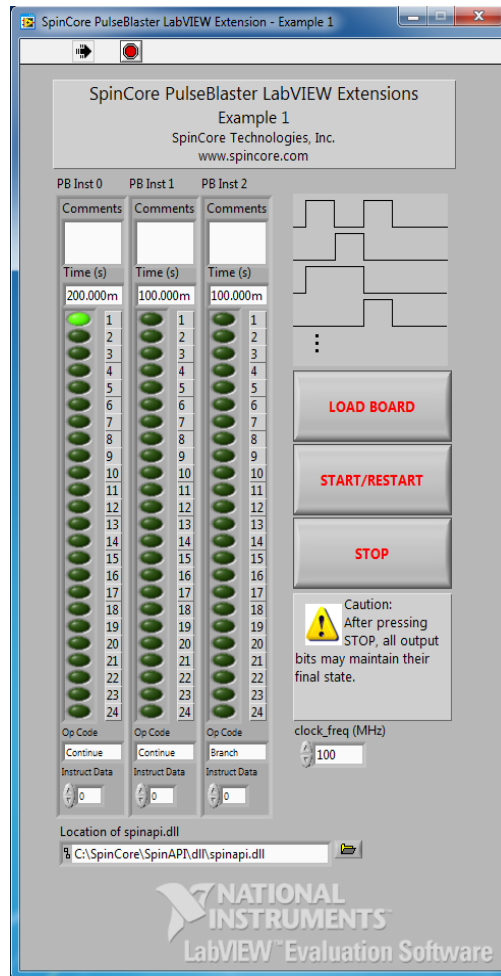 SpinCore PulseBlaster LabVIEW Extension - Example 1
SpinCore PulseBlaster LabVIEW Extensions
Example 1
SpinCore Technologies, Inc.
www.spincore.com
PB Inst 0 PB Inst 1 PB Inst 2
Comments Comments Comments
Time (s) Time (s) Time (s)
200.000m 100.000m 100.000m
1 1 1
2 2 2
3 3 3
4 4 4
5 5 5
6 6 6
7 7 7
8 8 8
9 9 9
10 10 10
11 11 11
12 12 12
13 13 13
14 14 14
15 15 15
16 16 16
17 17 17
18 18 18
19 19 19
20 20 20
21 21 21
22 22 22
23 23 23
24 24 24
Op Code Op Code Op Code
Continue Continue Branch
Instruct Data Instruct Data Instruct Data
0 0 0
LOAD BOARD
START/RESTART
STOP
Caution:
After pressing
STOP, all output
bits may maintain their
final state.
clock_freq (MHz)
100
Location of spinapi.dll
C:\SpinCore\SpinAPI\dll\spinapi.dll
NATIONAL
INSTRUMENTS
LabVIEW™ Evaluation Software